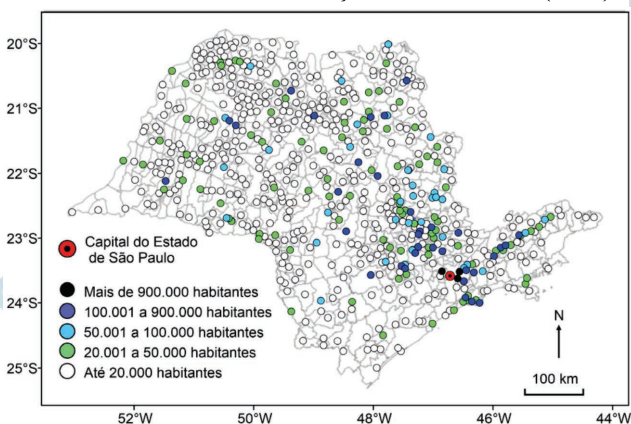 20°S
21°S
22°S
23°S
24°S
25°S
Capital do Estado
de São Paulo
Mais de 900.000 habitantes
100.001 a 900.000 habitantes
50.001 a 100.000 habitantes
20.001 a 50.000 habitantes
Até 20.000 habitantes
N
100 km
52°W
50°W
48°W
46°W
44°W